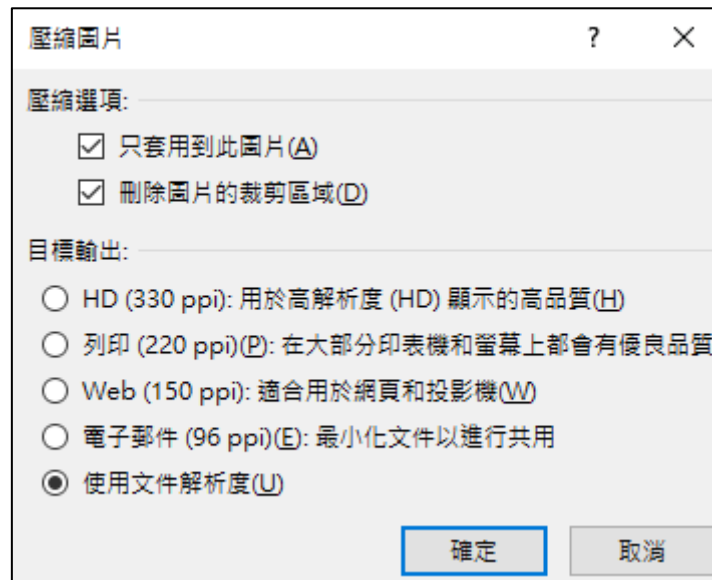 壓縮圖片 ?
壓縮選項:
只套用到此圖片(A)
刪除圖片的裁剪區域(D)
目標輸出:
HD (330 ppi): 用於高解析度 (HD) 顯示的高品質(H)
列印 (220 ppi)(P): 在大部分印表機和螢幕上都會有優良品質
Web (150 ppi): 適合用於網頁和投影機(W)
電子郵件 (96 ppi)(E): 最小化文件以進行共用
使用文件解析度(U)
確定 取消